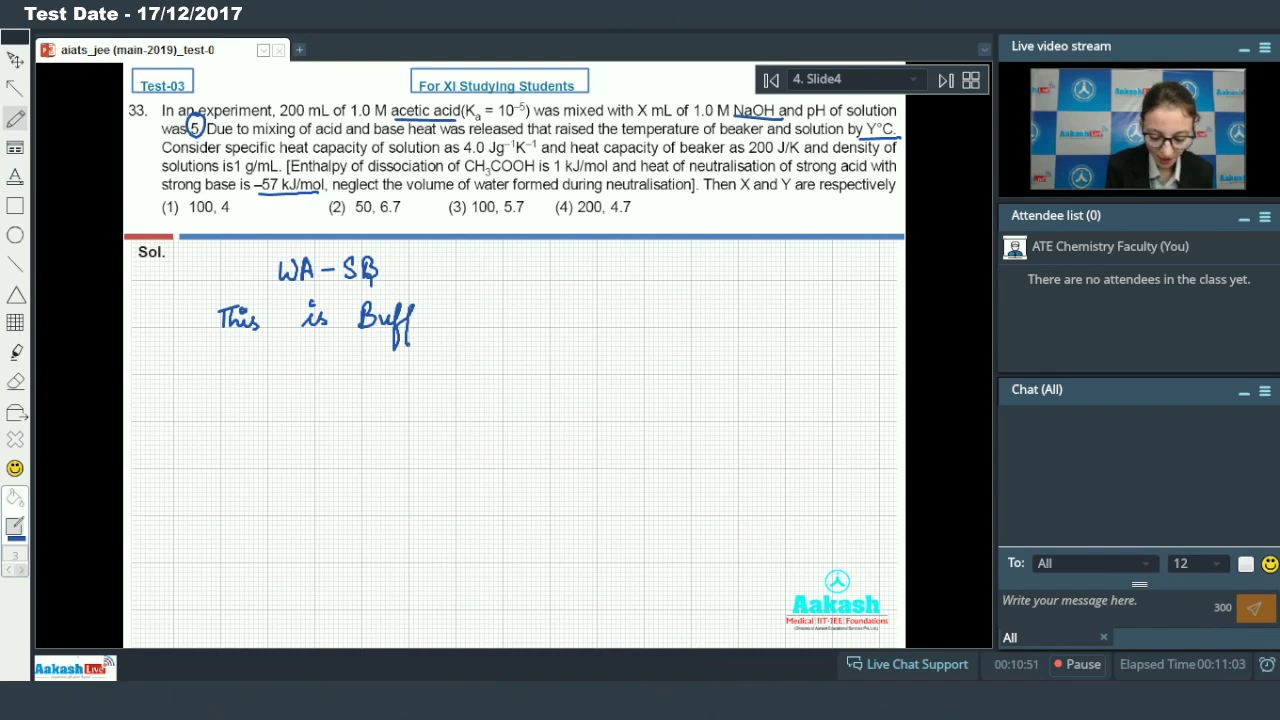 Test Date - 17/12/2017
aiats_jee (main-2019)_test-0
Live video stream
Test-03
For XI Studying Students
4. Slide4
33. In an experiment, 200 mL of 1.0 M acetic acid(Kₐ = 10⁻⁵) was mixed with X mL of 1.0 M NaOH and pH of solution
was 5. Due to mixing of acid and base heat was released that raised the temperature of beaker and solution by Y°C.
Consider specific heat capacity of solution as 4.0 Jg⁻¹K⁻¹ and heat capacity of beaker as 200 J/K and density of
solutions is1 g/mL. [Enthalpy of dissociation of CH₃COOH is 1 kJ/mol and heat of neutralisation of strong acid with
strong base is –57 kJ/mol, neglect the volume of water formed during neutralisation]. Then X and Y are respectively
(1) 100, 4 (2) 50, 6.7 (3) 100, 5.7 (4) 200, 4.7
Sol.
WA - SB
This is Buff
Aakash
Medical|IIT-JEE|Foundations
Attendee list (0)
ATE Chemistry Faculty (You)
There are no attendees in the class yet.
Chat (All)
To: All 12
Write your message here. 300
All
3
Aakash Live
Live Chat Support 00:10:51 Pause Elapsed Time 00:11:03